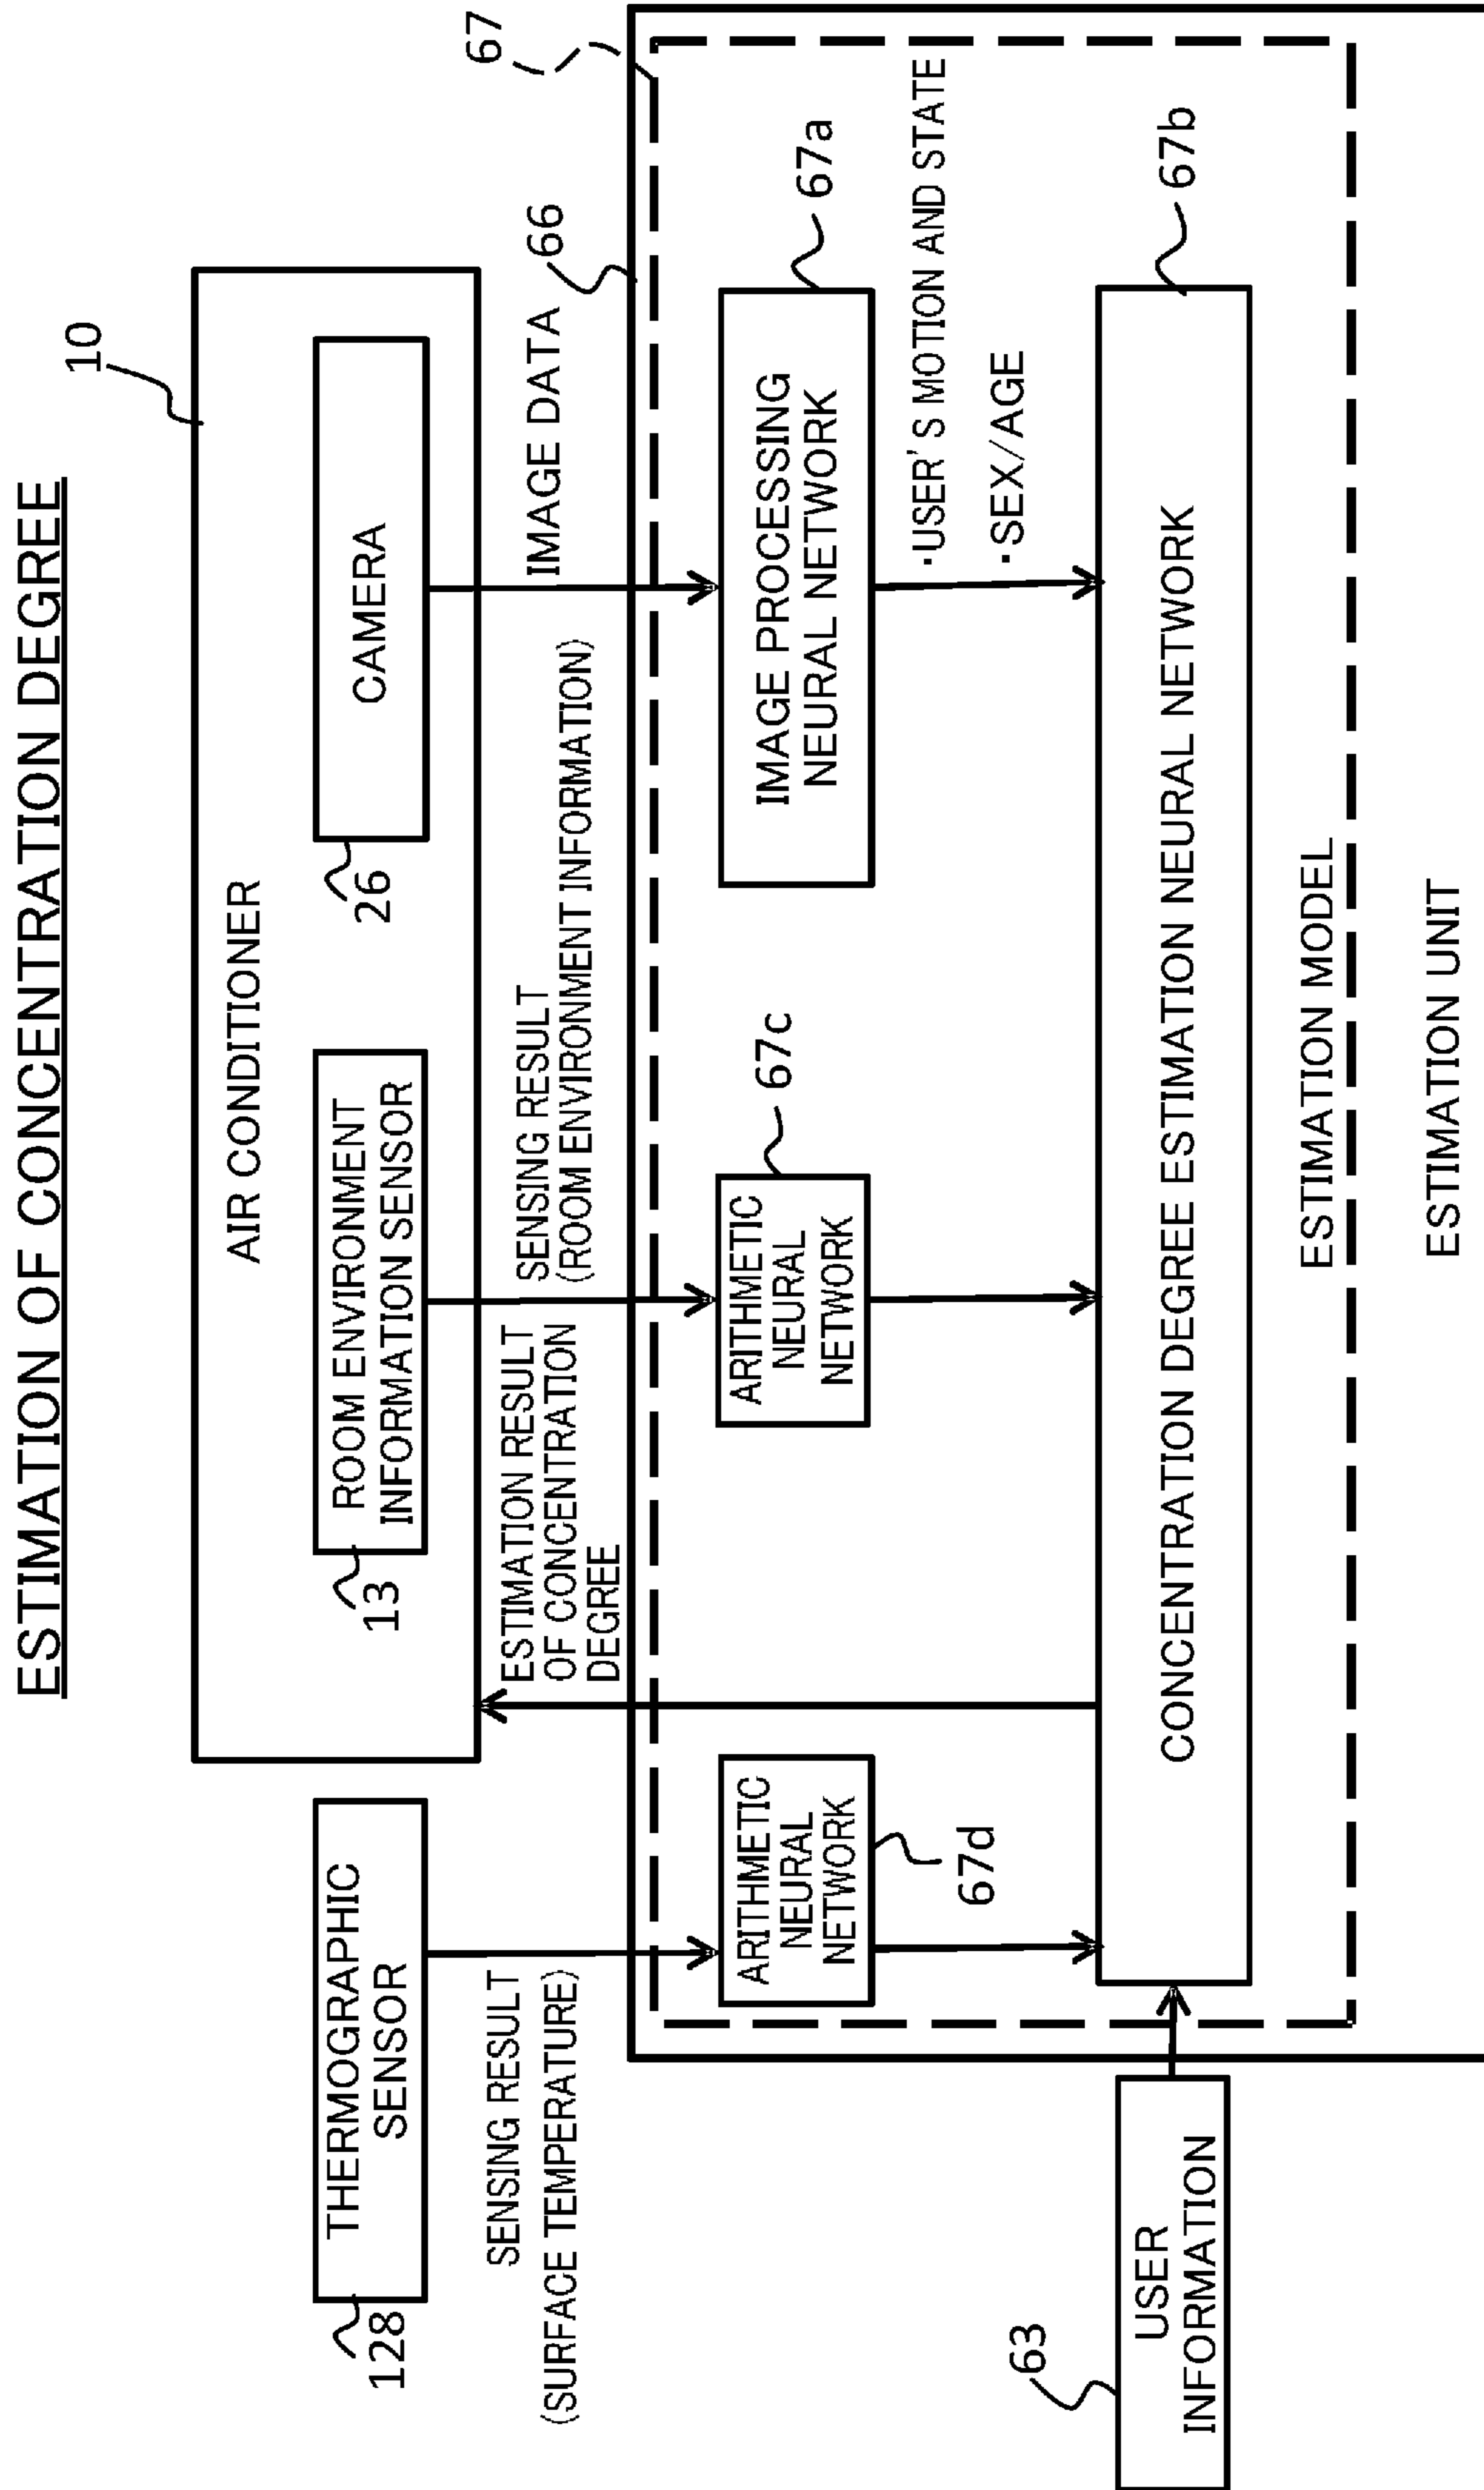 ESTIMATION OF CONCENTRATION DEGREE
10
AIR CONDITIONER
128
THERMOGRAPHIC
SENSOR
13
ROOM ENVIRONMENT
INFORMATION SENSOR
26
CAMERA
SENSING RESULT
(SURFACE TEMPERATURE)
ESTIMATION RESULT
OF CONCENTRATION
DEGREE
SENSING RESULT
(ROOM ENVIRONMENT INFORMATION)
IMAGE DATA
66
67
ARITHMETIC
NEURAL
NETWORK
67d
ARITHMETIC
NEURAL
NETWORK
67c
IMAGE PROCESSING
NEURAL NETWORK
67a
·USER'S MOTION AND STATE
·SEX/AGE
63
USER
INFORMATION
CONCENTRATION DEGREE ESTIMATION NEURAL NETWORK
67b
ESTIMATION MODEL
ESTIMATION UNIT